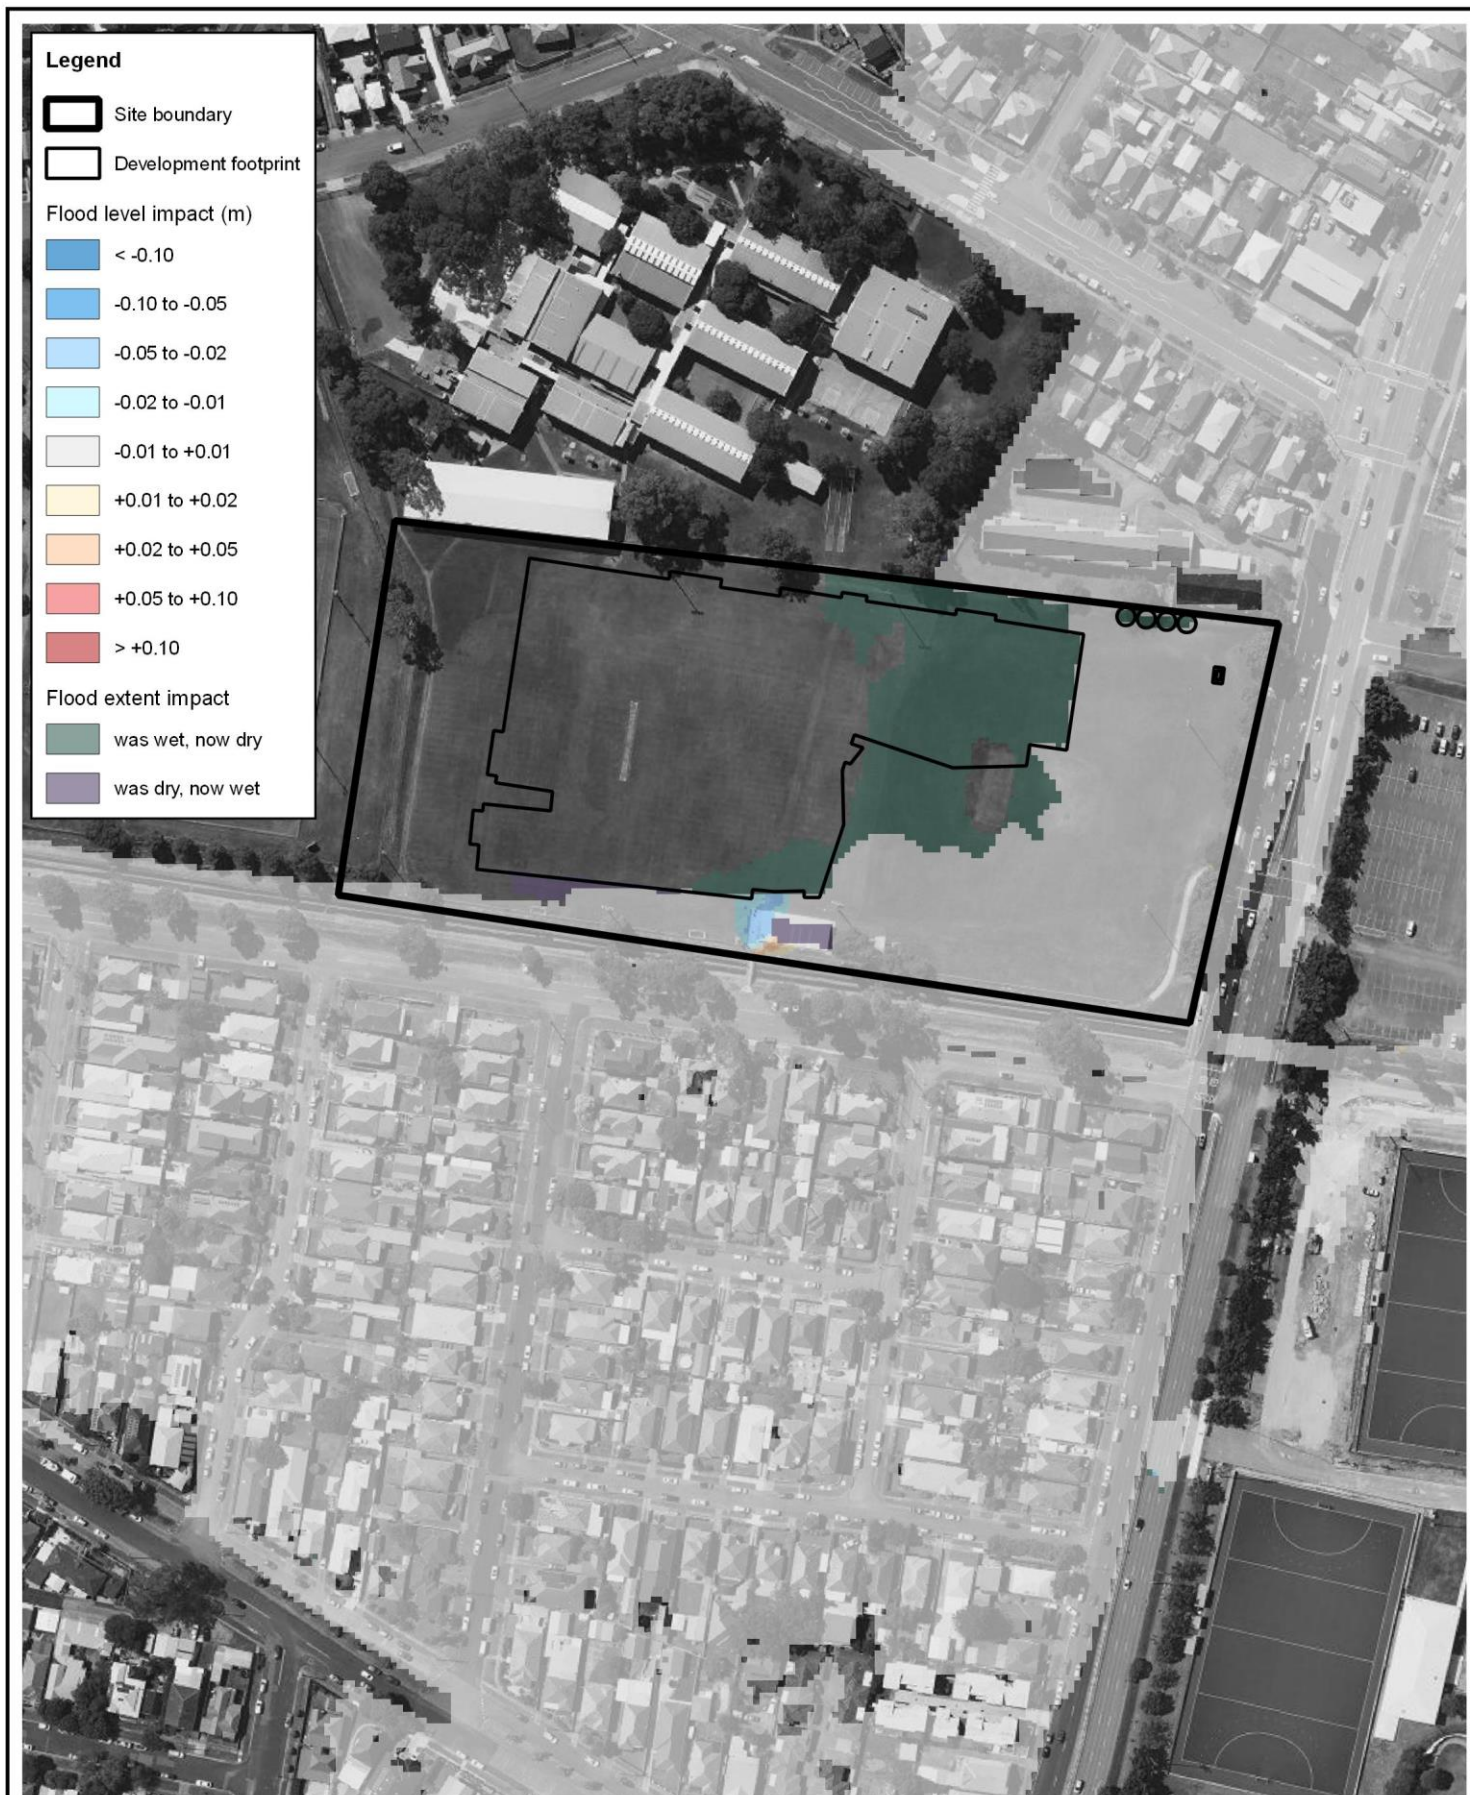 Legend
Site boundary
Development footprint
Flood level impact (m)
< -0.10
-0.10 to -0.05
-0.05 to -0.02
-0.02 to -0.01
-0.01 to +0.01
+0.01 to +0.02
+0.02 to +0.05
+0.05 to +0.10
> +0.10
Flood extent impact
was wet, now dry
was dry, now wet